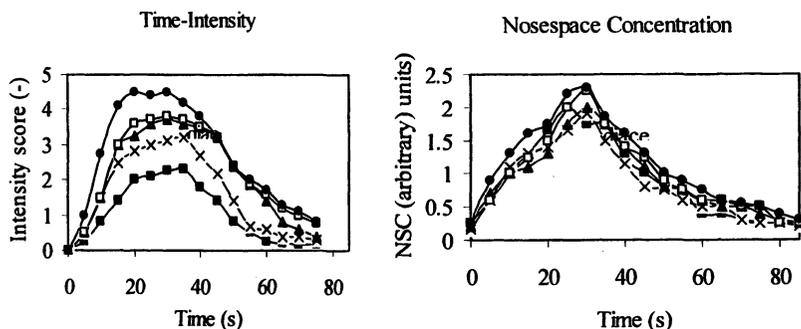 Time-Intensity
Intensity score (-)
5
4
3
2
1
0
0 20 40 60 80
Time (s)
Nosespace Concentration
NSC (arbitrary) units)
2.5
2
1.5
1
0.5
0
0 20 40 60 80
Time (s)